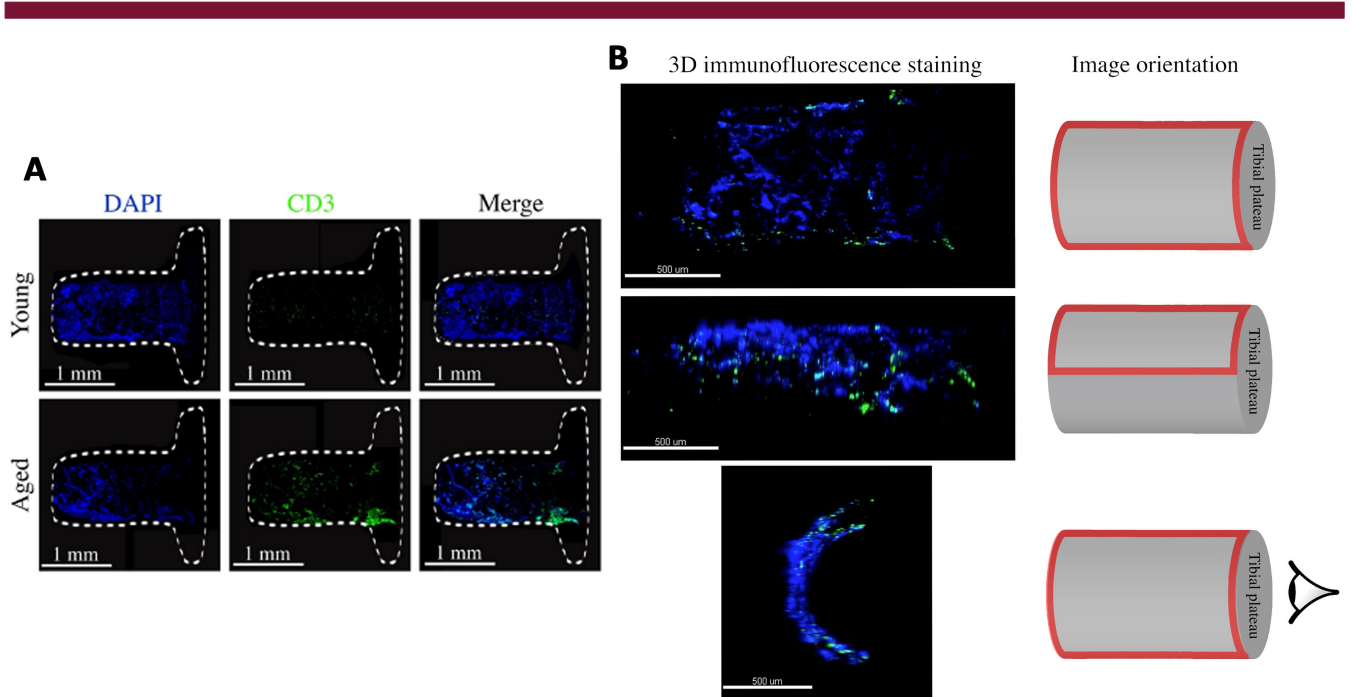 A
DAPI CD3 Merge
Young
1 mm 1 mm 1 mm
Aged
1 mm 1 mm 1 mm
B
3D immunofluorescence staining Image orientation
500 um
Tibial plateau
500 um
Tibial plateau
500 um
Tibial plateau